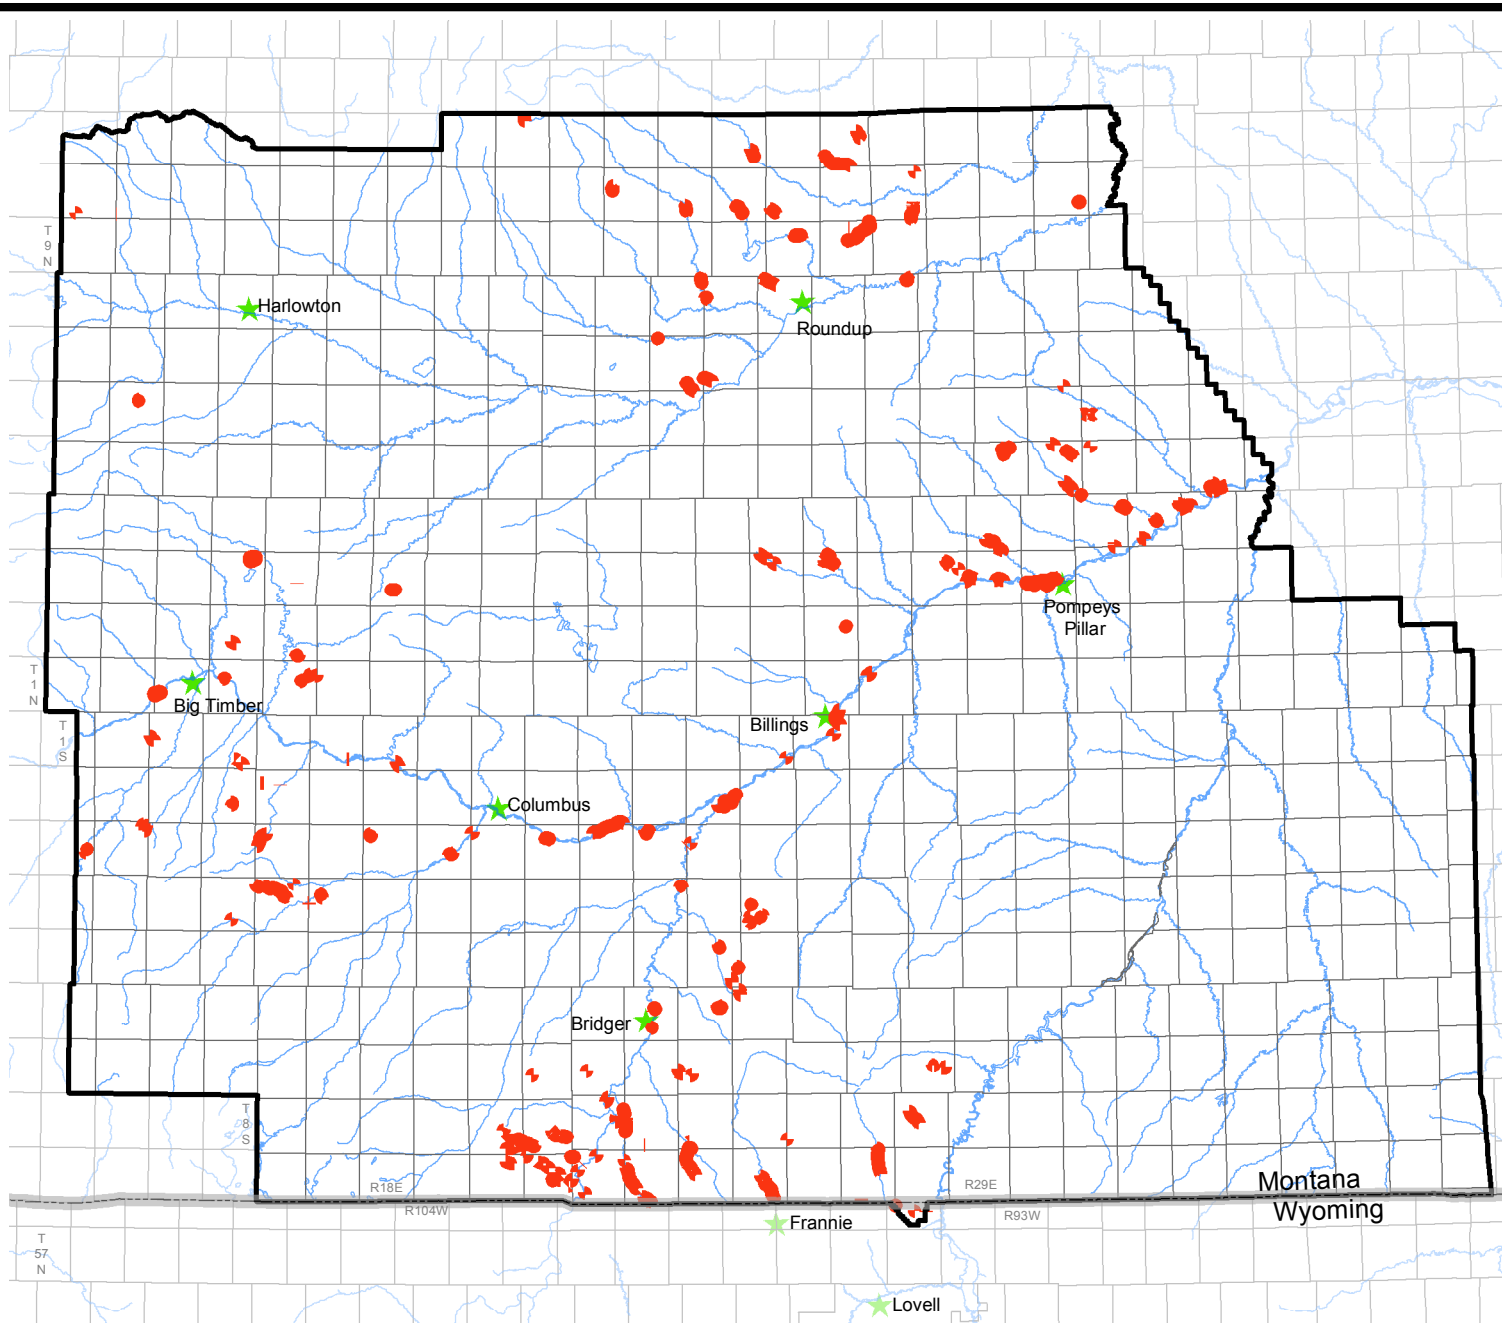 T
9
N
Harlowton
Roundup
Pompeys
Pillar
T
1
N
Big Timber
T
1
S
Billings
Columbus
Bridger
T
8
S
R18E
R29E
Montana
R104W
R93W
Wyoming
Frannie
T
57
N
Lovell